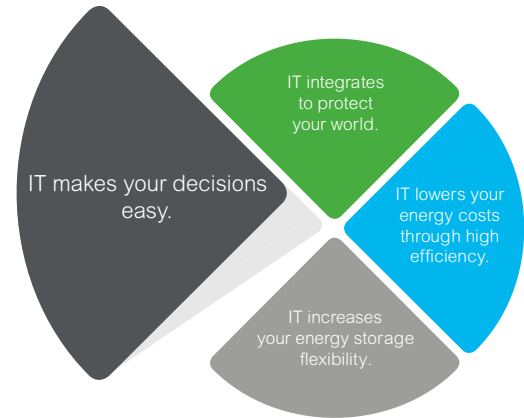 IT makes your decisions
easy.
IT integrates
to protect
your world.
IT lowers your
energy costs
through high
efficiency.
IT increases
your energy storage
flexibility.